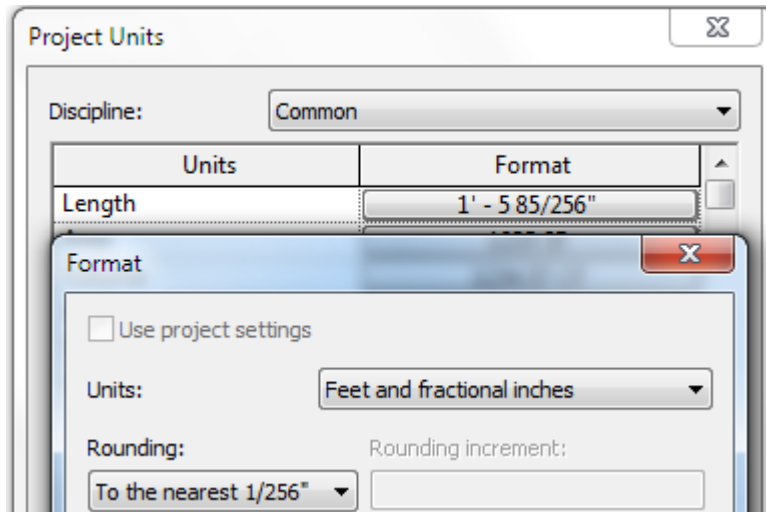 Project Units
Discipline: Common
Units Format
Length 1' - 5 85/256"
Format
Use project settings
Units: Feet and fractional inches
Rounding: Rounding increment:
To the nearest 1/256"